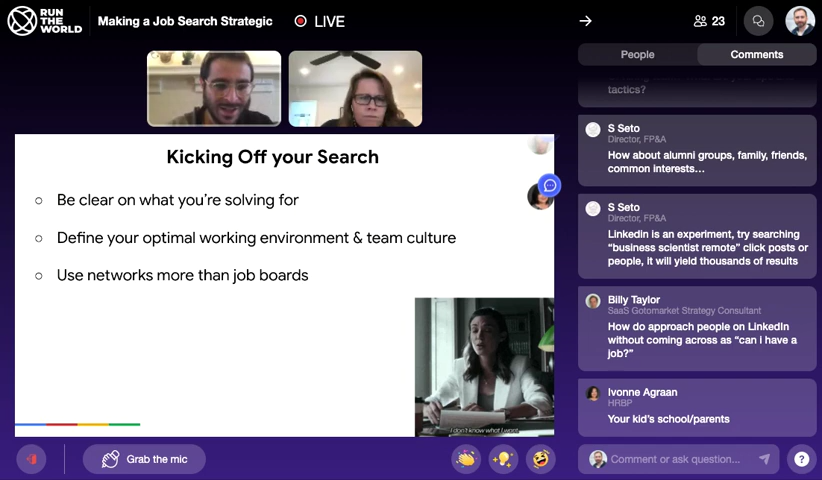 RUN
THE
WORLD
Making a Job Search Strategic
LIVE
23
People
Comments
tactics?
S Seto
Director, FP&A
How about alumni groups, family, friends,
common interests…
S Seto
Director, FP&A
LinkedIn is an experiment, try searching
“business scientist remote” click posts or
people, it will yield thousands of results
Billy Taylor
SaaS Gotomarket Strategy Consultant
How do approach people on LinkedIn
without coming across as “can i have a
job?”
Ivonne Agraan
HRBP
Your kid's school/parents
Kicking Off your Search
Be clear on what you're solving for
Define your optimal working environment & team culture
Use networks more than job boards
I don't know what I want.
Grab the mic
Comment or ask question...
?